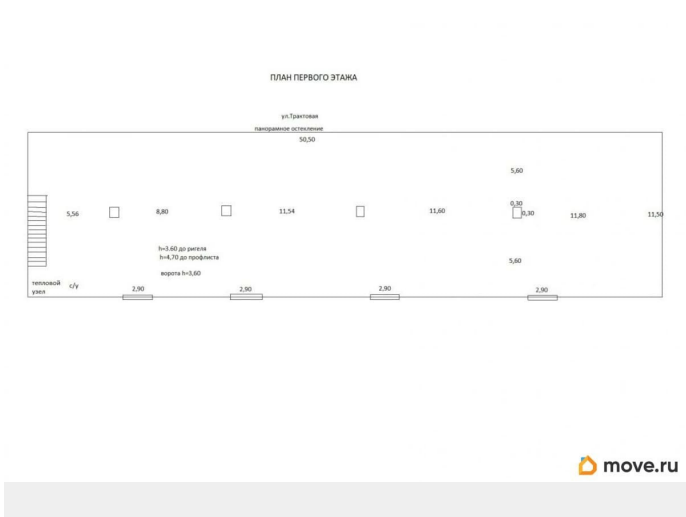 ПЛАН ПЕРВОГО ЭТАЖА
ул.Трактовая
панорамное остекление
50,50
5,60
0,30
5,56
8,80
11,54
11,60
0,30
11,80
11,50
h=3.60 до ригеля
h=4,70 до профлиста
5,60
ворота h=3,60
тепловой
узел
с/у
2,90
2,90
2,90
2,90
move.ru